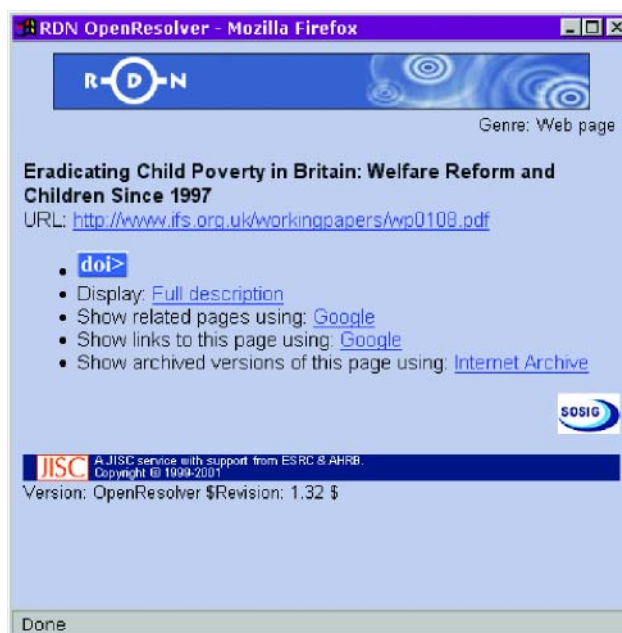 RDN OpenResolver - Mozilla Firefox
R D N
Genre: Web page
Eradicating Child Poverty in Britain: Welfare Reform and
Children Since 1997
URL: http://www.ifs.org.uk/workingpapers/wp0108.pdf
• doi>
• Display: Full description
• Show related pages using: Google
• Show links to this page using: Google
• Show archived versions of this page using: Internet Archive
SOSIG
JISC A JISC service with support from ESRC & AHRB.
Copyright © 1999-2001
Version: OpenResolver $Revision: 1.32 $
Done